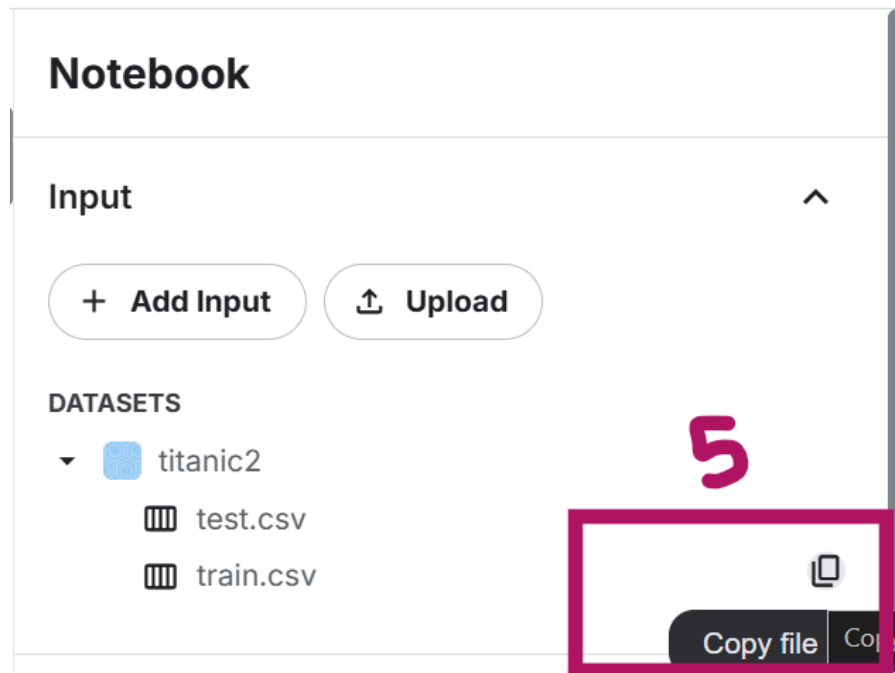 Notebook
Input
+ Add Input Upload
DATASETS
titanic2
5
test.csv
train.csv
Copy file